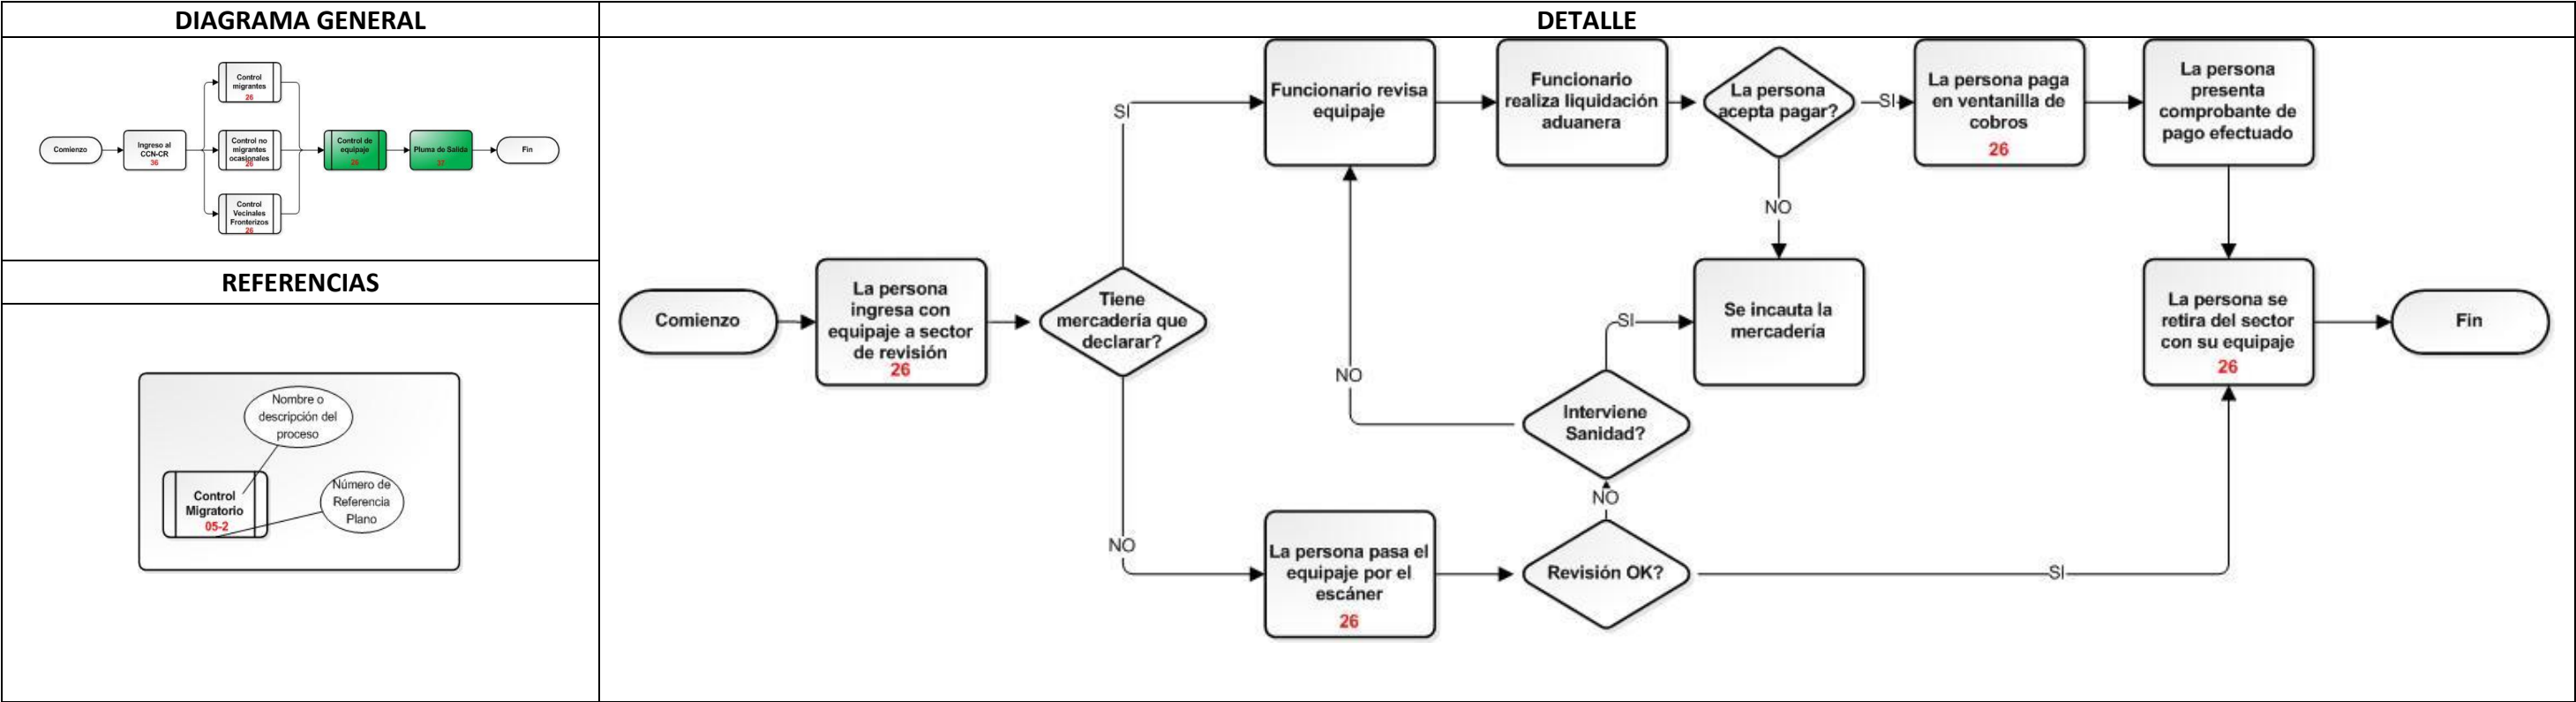 DIAGRAMA GENERAL
Control
migrantes
26
Comienzo
Ingreso al
CCN-CR
36
Control no
migrantes
ocasionales
26
Control de
equipaje
26
Pluma de Salida
37
Fin
Control
Vecinales
Fronterizos
26
REFERENCIAS
Nombre o
descripción del
proceso
Control
Migratorio
05-2
Número de
Referencia
Plano
DETALLE
Comienzo
La persona
ingresa con
equipaje a sector
de revisión
26
Tiene
mercadería que
declarar?
SI
Funcionario revisa
equipaje
Funcionario
realiza liquidación
aduanera
La persona
acepta pagar?
SI
La persona paga
en ventanilla de
cobros
26
La persona
presenta
comprobante de
pago efectuado
NO
Se incauta la
mercadería
La persona se
retira del sector
con su equipaje
26
Fin
SI
NO
Interviene
Sanidad?
NO
NO
La persona pasa el
equipaje por el
escáner
26
Revisión OK?
SI